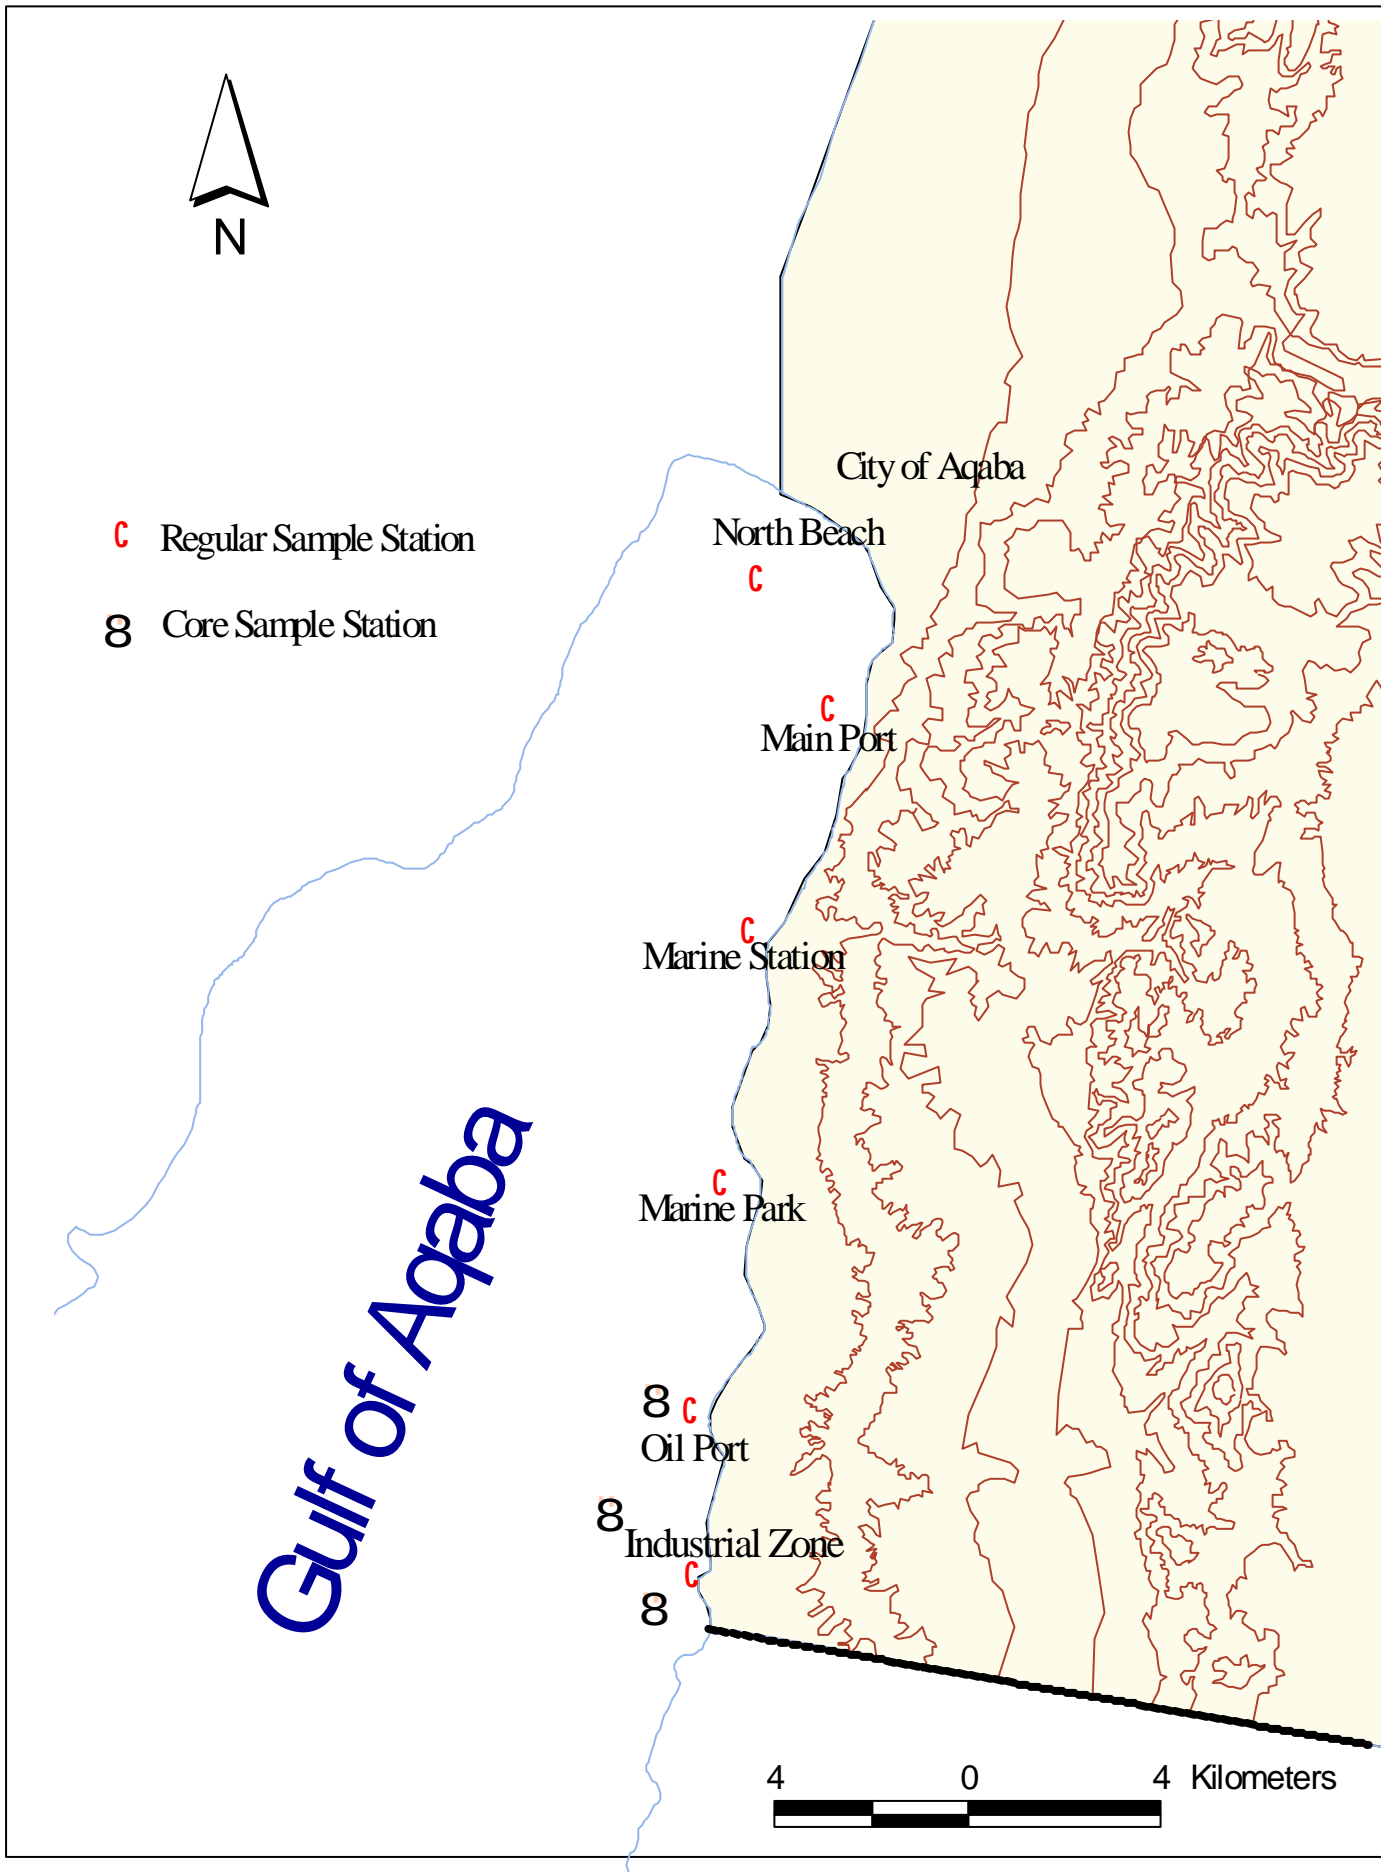 N
City of Aqaba
North Beach
C Regular Sample Station
C
8 Core Sample Station
C
Main Port
C
Marine Station
Gulf of Aqaba
C
Marine Park
8 C
Oil Port
8
Industrial Zone
C
8
4 0 4 Kilometers